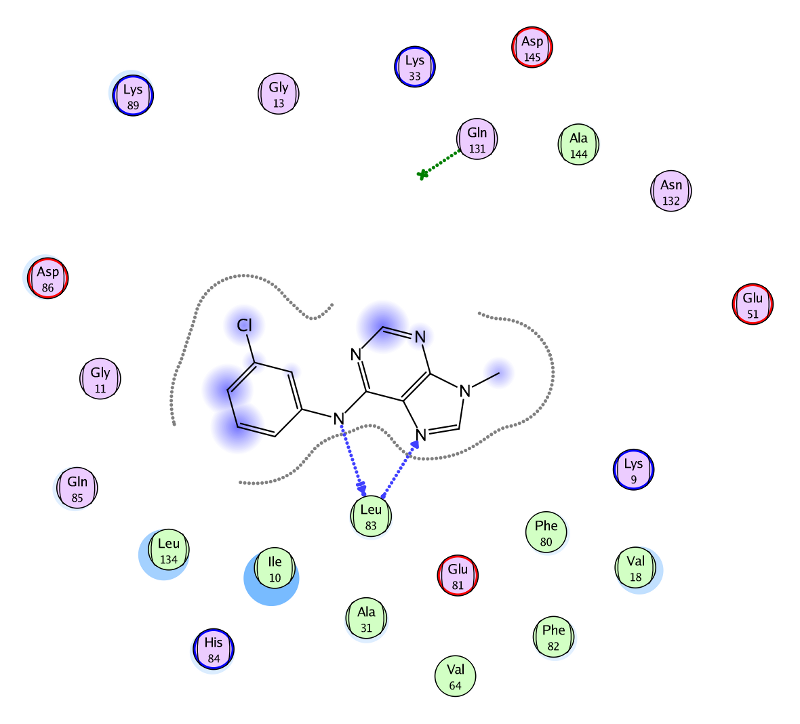 Asp
145
Lys
33
Lys
89
Gly
13
Gln
131
Ala
144
Asn
132
Asp
86
Glu
51
Cl
N
N
Gly
11
N
N
N
Lys
9
Gln
85
Leu
83
Phe
80
Leu
134
Ile
10
Glu
81
Val
18
Ala
31
His
84
Phe
82
Val
64